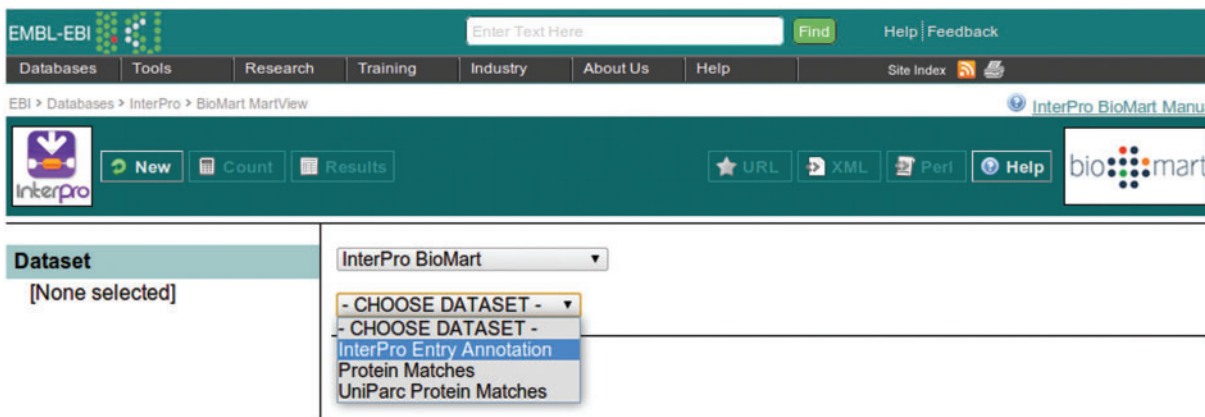 EMBL-EBI Enter Text Here Find Help Feedback
Databases Tools Research Training Industry About Us Help Site Index
EBI > Databases > InterPro > BioMart MartView InterPro BioMart Manu
Interpro New Count Results URL XML Perl Help bio mart
Dataset InterPro BioMart
[None selected] - CHOOSE DATASET -
- CHOOSE DATASET -
InterPro Entry Annotation
Protein Matches
UniParc Protein Matches